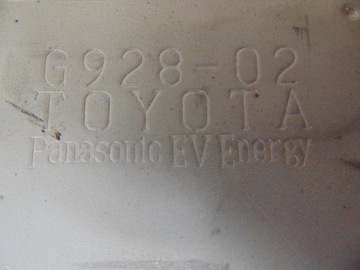 G928-02
TOYOTA
Panasonic EV Energy